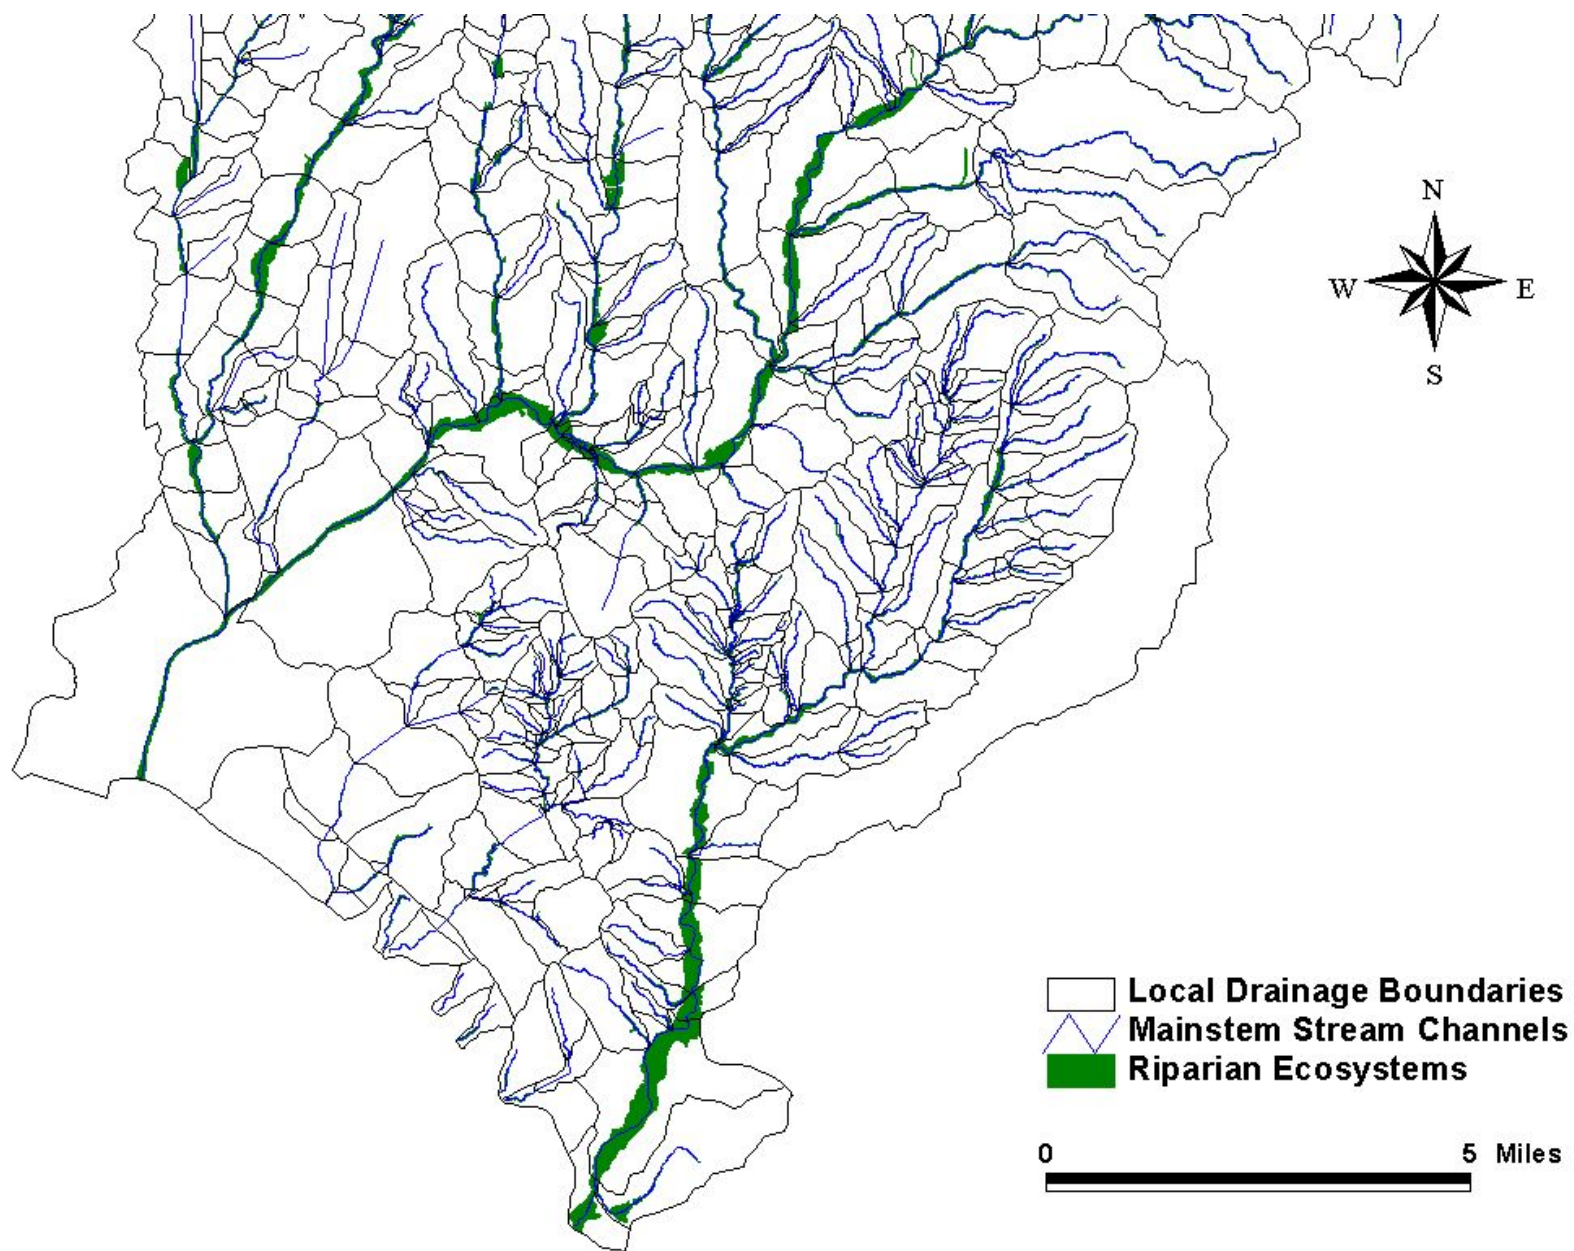 N
W E
S
Local Drainage Boundaries
Mainstem Stream Channels
Riparian Ecosystems
0 5 Miles